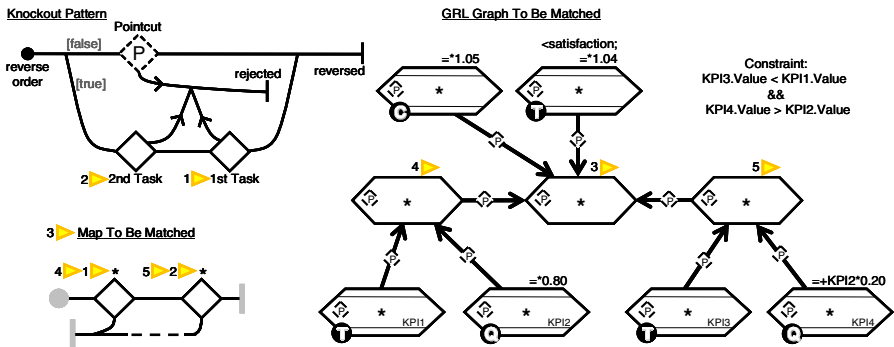 Knockout Pattern
Pointcut
[false]
P
reverse
order
[true]
rejected
reversed
2 2nd Task
1 1st Task
3 Map To Be Matched
4 1 * 5 2 *
GRL Graph To Be Matched
=*1.05
<satisfaction;
=*1.04
P *
C
P *
T
Constraint:
KPI3.Value < KPI1.Value
&&
KPI4.Value > KPI2.Value
P
P
4
3
5
P *
P
P *
P
P *
P
P
P
P
=*0.80
=+KPI2*0.20
P * KPI1
T
P * KPI2
Q
P * KPI3
T
P * KPI4
Q